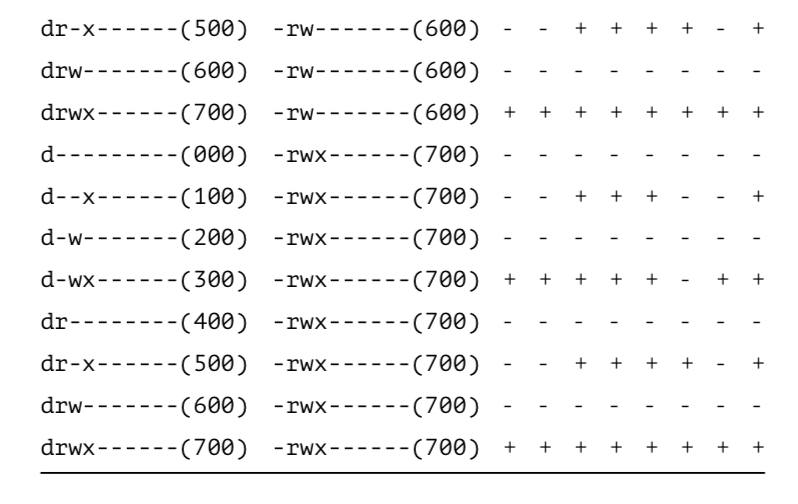 dr-x------(500) -rw-------(600) - - + + + + - +
drw-------(600) -rw-------(600) - - - - - - - -
drwx------(700) -rw-------(600) + + + + + + + +
d---------(000) -rwx------(700) - - - - - - - -
d--x------(100) -rwx------(700) - - + + + - - +
d-w-------(200) -rwx------(700) - - - - - - - -
d-wx------(300) -rwx------(700) + + + + + - + +
dr--------(400) -rwx------(700) - - - - - - - -
dr-x------(500) -rwx------(700) - - + + + + - +
drw-------(600) -rwx------(700) - - - - - - - -
drwx------(700) -rwx------(700) + + + + + + + +